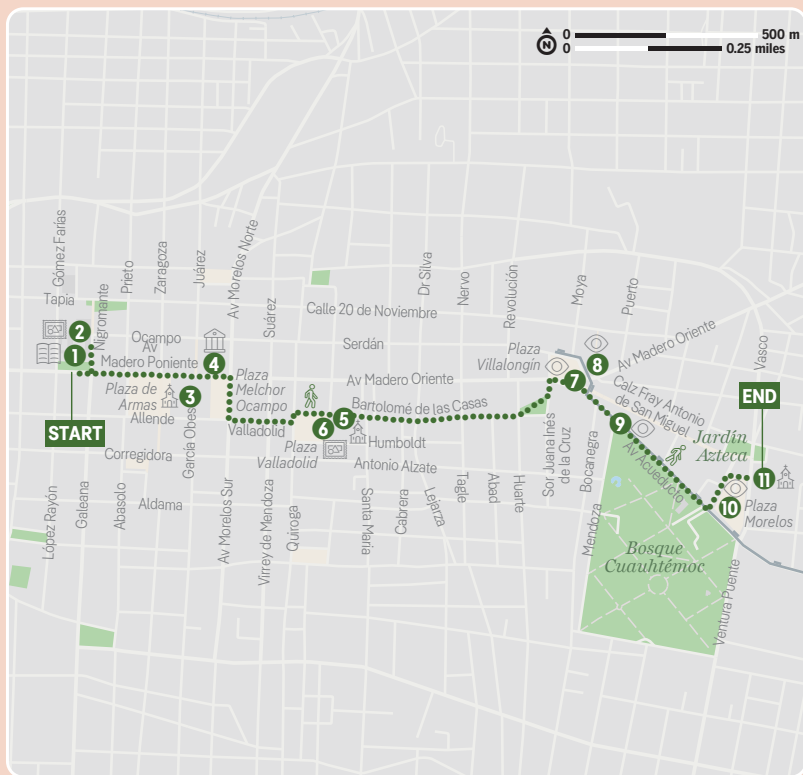 0
500 m
N
0
0.25 miles
Gómez Farías
Nigromante
Prieto
Zaragoza
Juárez
Av Morelos Norte
Suárez
Dr Silva
Nervo
Revolución
Moya
Puerto
Vasco
Tapia
Calle 20 de Noviembre
Ocampo
Serdán
Av
Madero Poniente
Av Madero Oriente
Av Madero Oriente
Plaza
Villalongín
Plaza
Melchor
Ocampo
Plaza de
Armas
Allende
Bartolomé de las Casas
Calz Fray Antonio
de San Miguel
START
END
Valladolid
Humboldt
Corregidora
Plaza
Valladolid
Antonio Alzate
Jardín
Azteca
Av Acueducto
Plaza
Morelos
Bosque
Cuauhtémoc
López Rayón
Galeana
Abasolo
Aldama
García Obeso
Av Morelos Sur
Virrey de Mendoza
Quiroga
Santa María
Cabrera
Lejarza
Tagle
Abad
Huerte
Sor Juana Inés
de la Cruz
Bocanegra
Mendoza
Ventura Puente
1
2
3
4
5
6
7
8
9
10
11